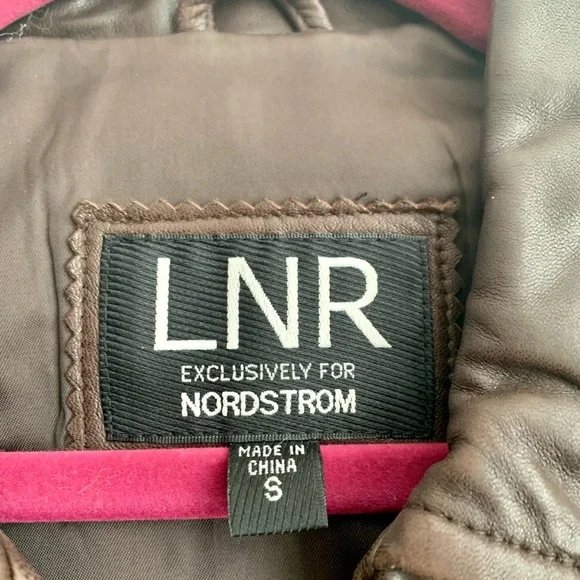 LNR
EXCLUSIVELY FOR
NORDSTROM
MADE IN
CHINA
S